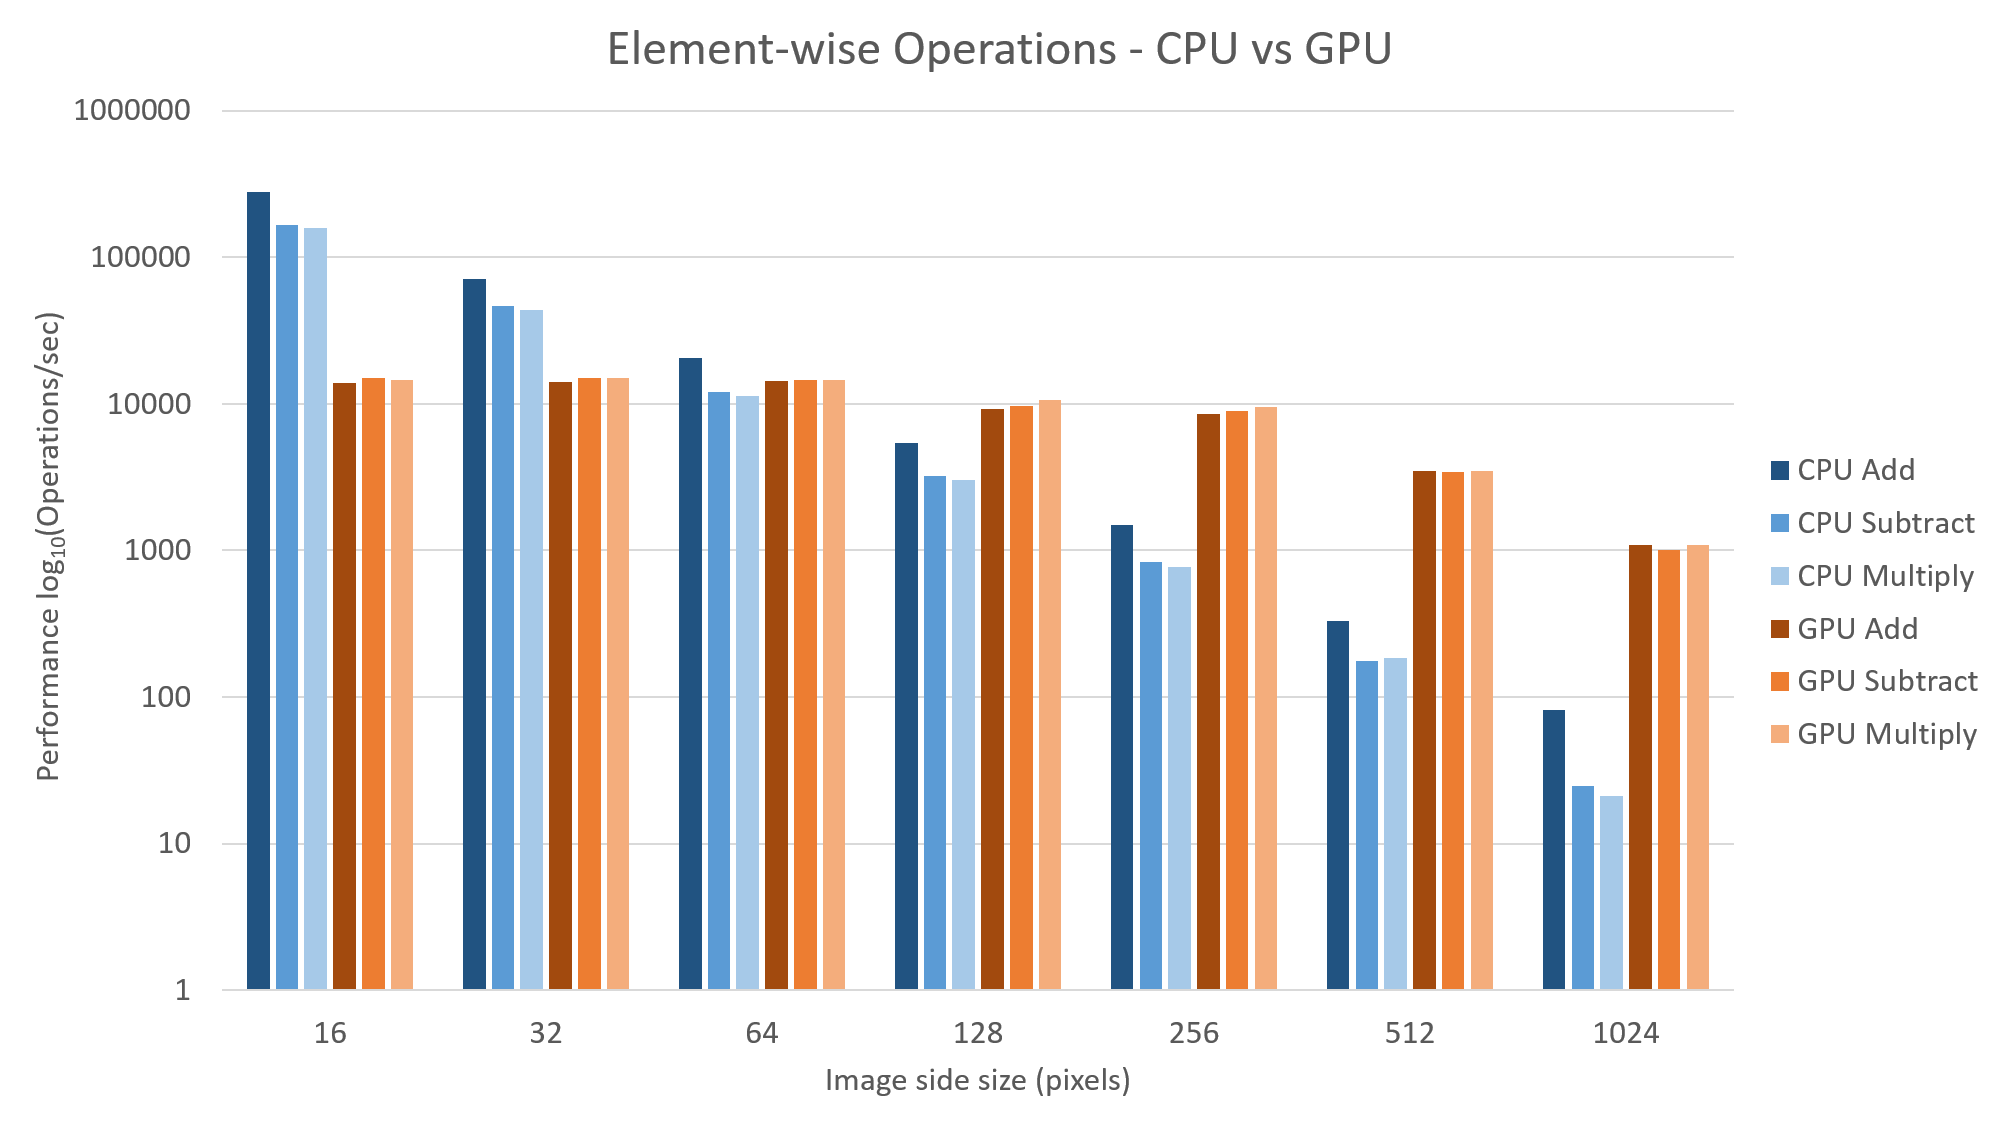 Element-wise Operations - CPU vs GPU
1000000
100000
10000
1000
100
10
1
Performance log₁₀(Operations/sec)
16 32 64 128 256 512 1024
Image side size (pixels)
CPU Add
CPU Subtract
CPU Multiply
GPU Add
GPU Subtract
GPU Multiply